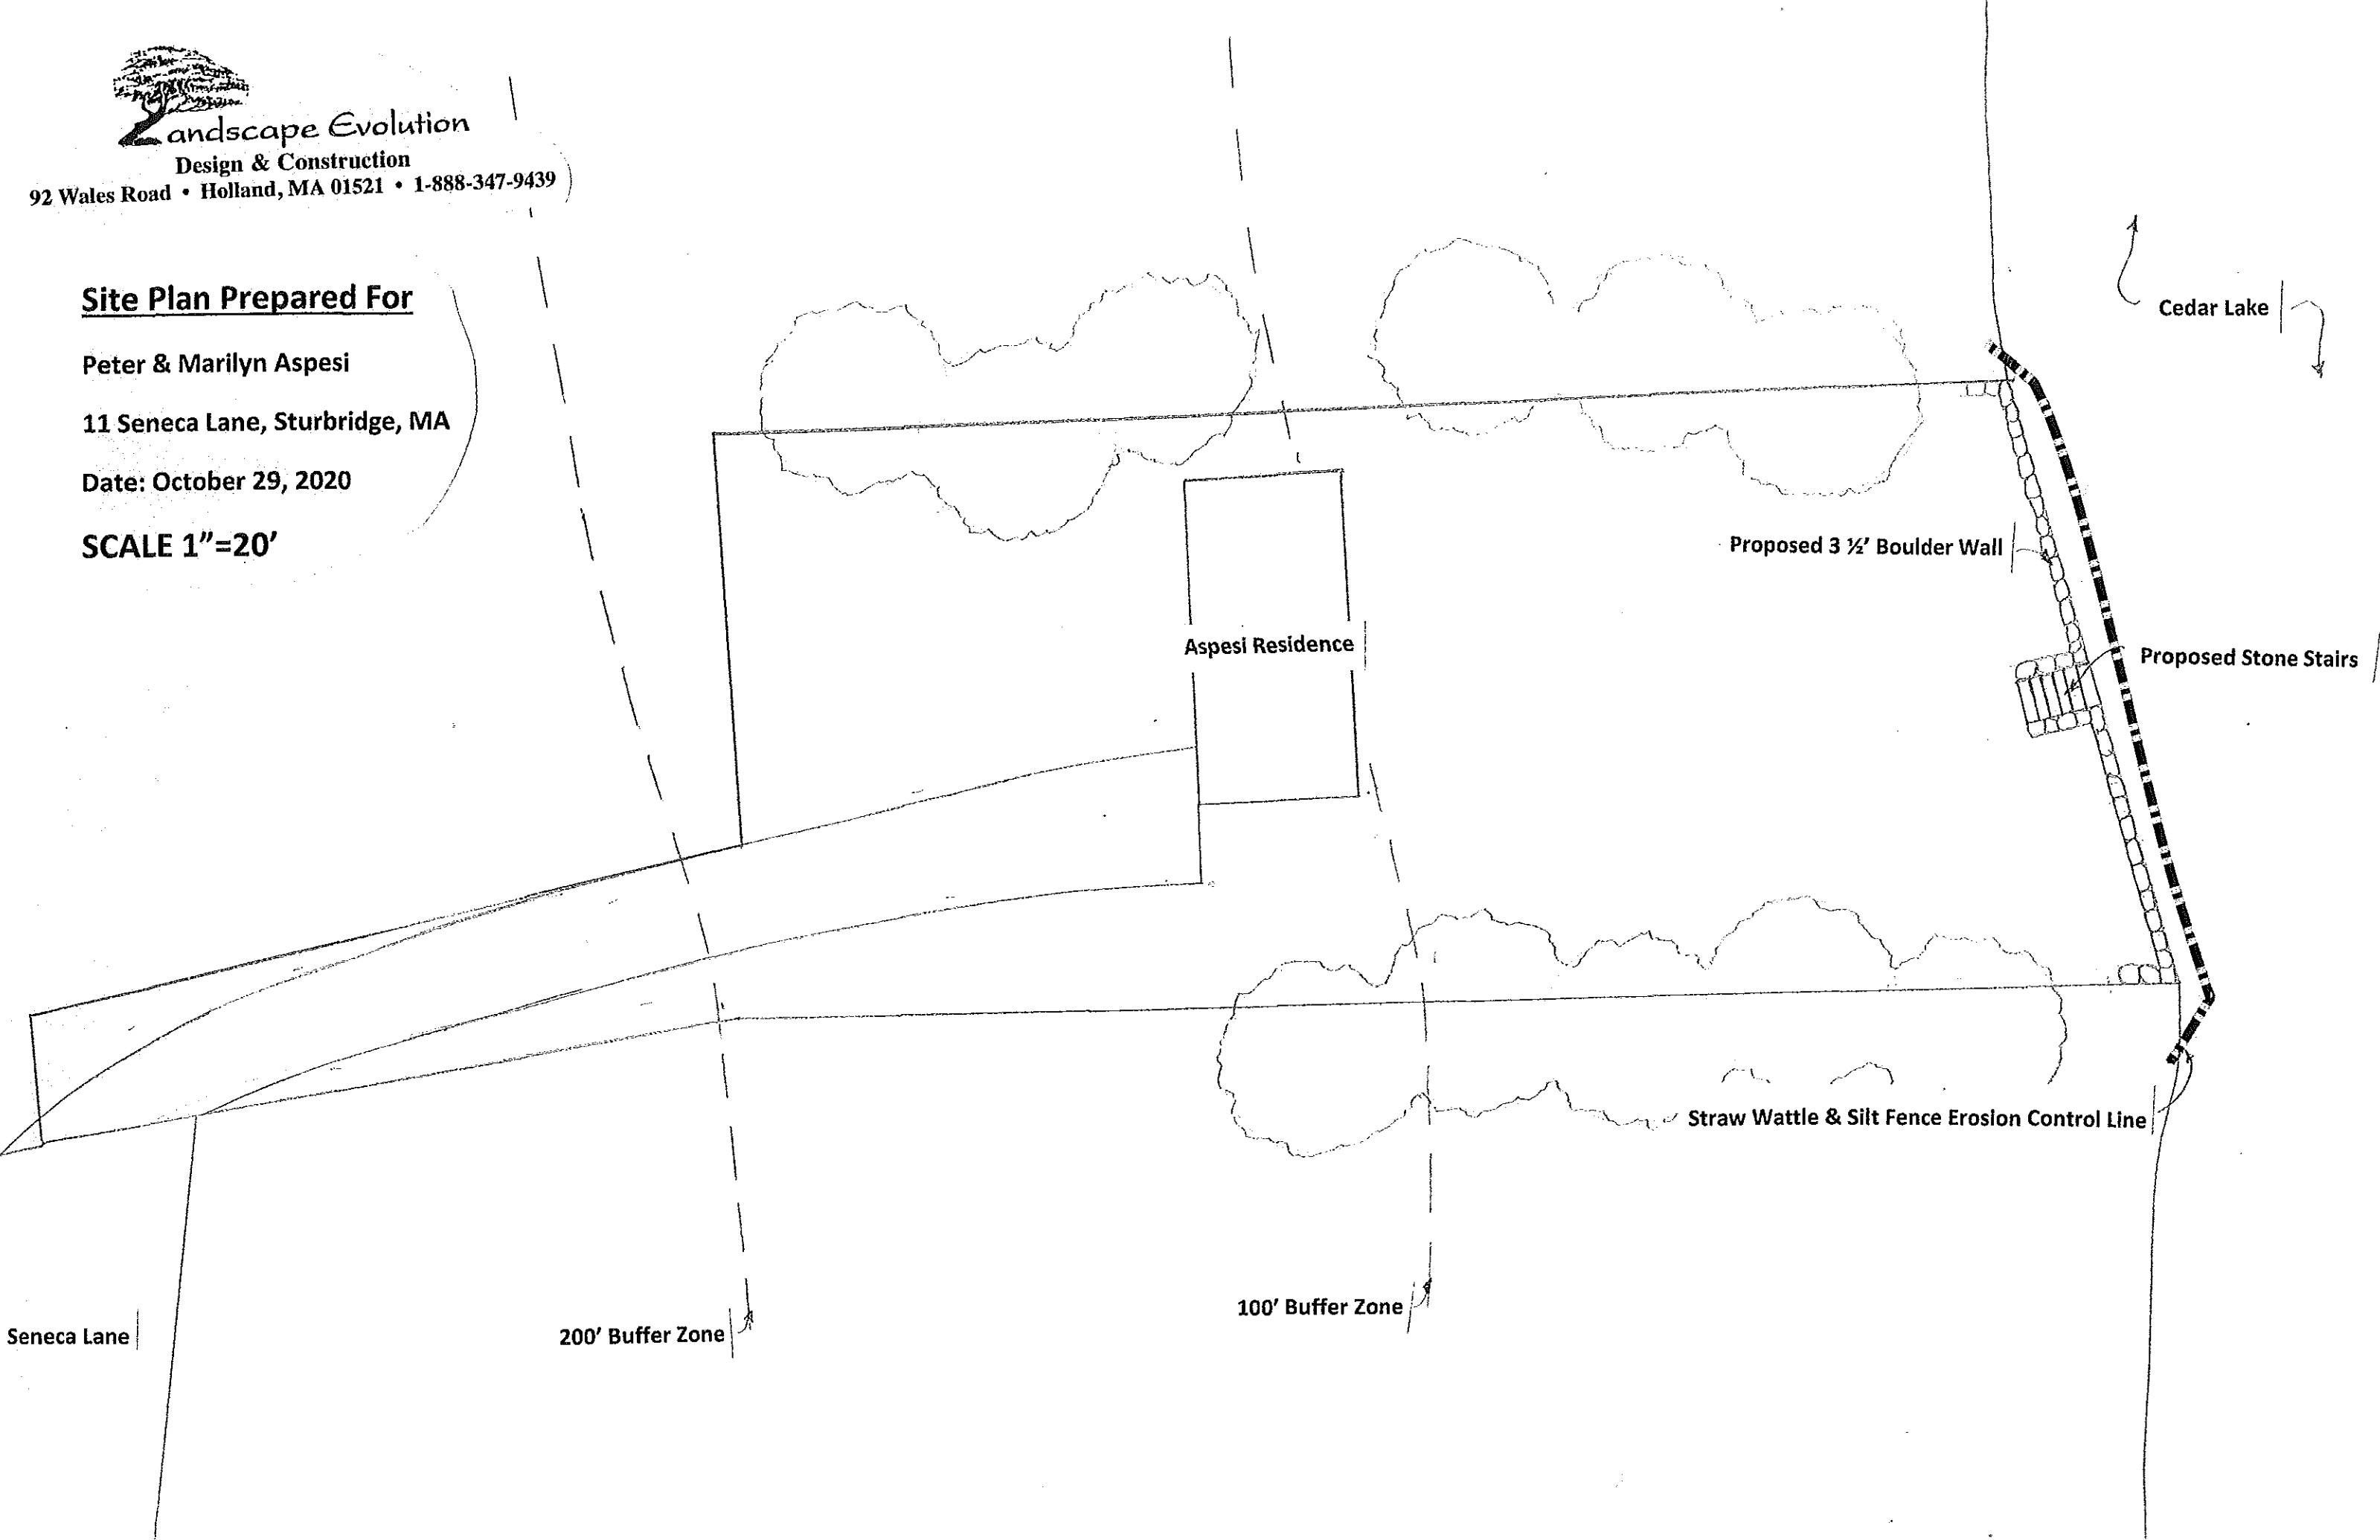 Landscape Evolution
Design & Construction
92 Wales Road • Holland, MA 01521 • 1-888-347-9439
Site Plan Prepared For
Peter & Marilyn Aspesi
11 Seneca Lane, Sturbridge, MA
Date: October 29, 2020
SCALE 1”=20’
Cedar Lake
Proposed 3 ½’ Boulder Wall
Aspesi Residence
Proposed Stone Stairs
Straw Wattle & Silt Fence Erosion Control Line
100’ Buffer Zone
200’ Buffer Zone
Seneca Lane